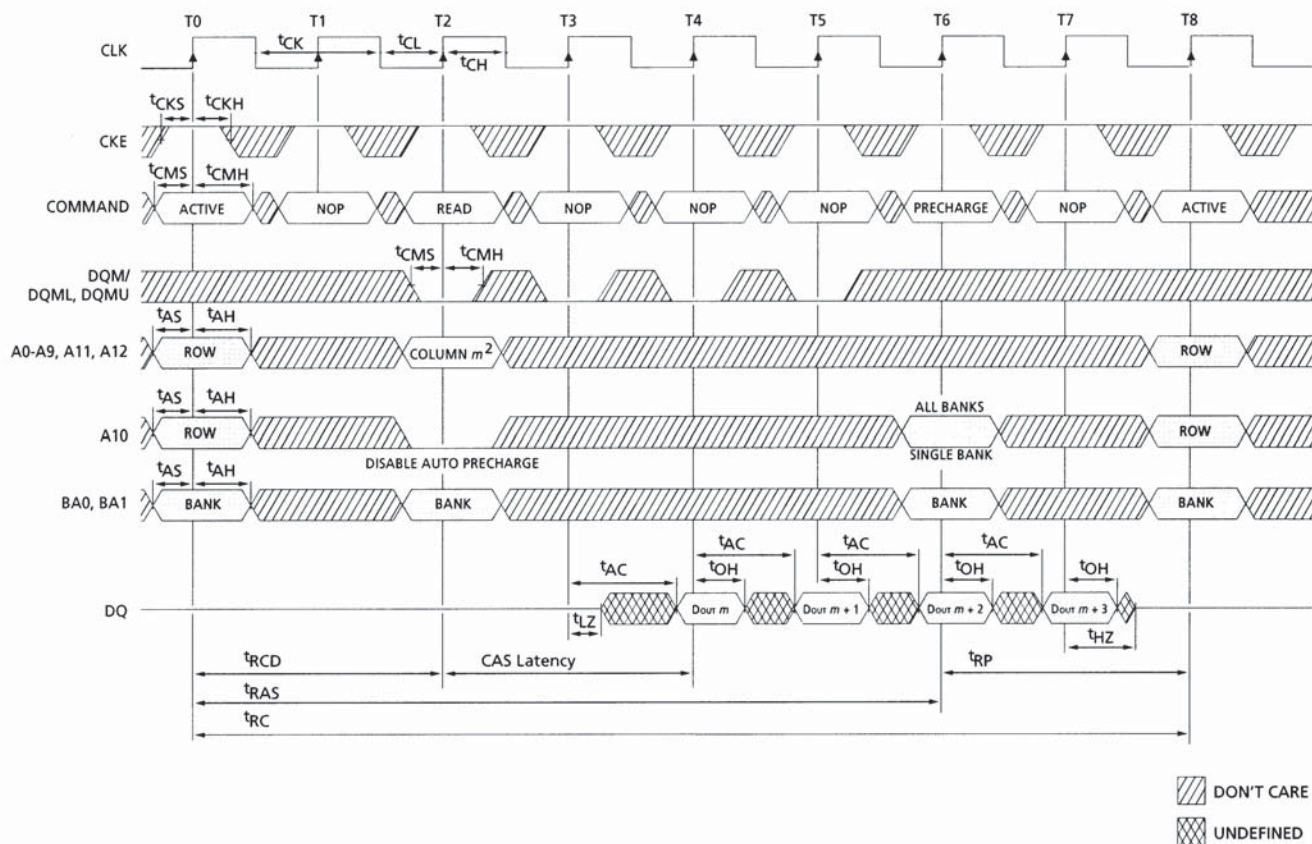 T0 T1 T2 T3 T4 T5 T6 T7 T8
CLK
tCK tCL
tCH
tCKS tCKH
CKE
tCMS tCMH
COMMAND ACTIVE NOP READ NOP NOP NOP PRECHARGE NOP ACTIVE
tCMS tCMH
DQM/
DQML, DQMU
tAS tAH
A0-A9, A11, A12 ROW COLUMN m2 ROW
tAS tAH ALL BANKS
A10 ROW ROW
DISABLE AUTO PRECHARGE SINGLE BANK
tAS tAH
BA0, BA1 BANK BANK BANK BANK
tAC tAC tAC
tAC tOH tOH tOH tOH
DQ DOUT m DOUT m + 1 DOUT m + 2 DOUT m + 3
tLZ tHZ
tRCD CAS Latency tRP
tRAS
tRC
DON'T CARE
UNDEFINED